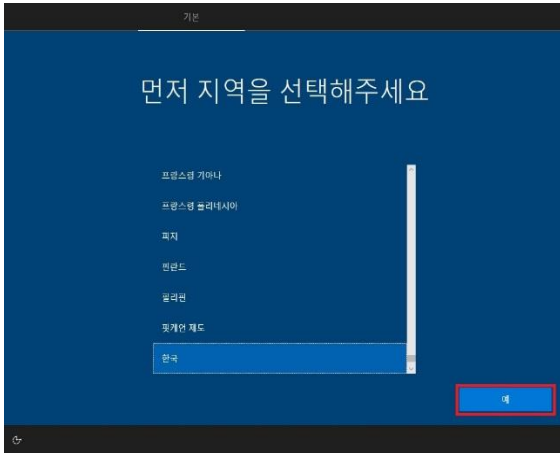 기본
먼저 지역을 선택해주세요
프랑스령 기아나
프랑스령 폴리네시아
피지
핀란드
필리핀
핏케언 제도
한국
예